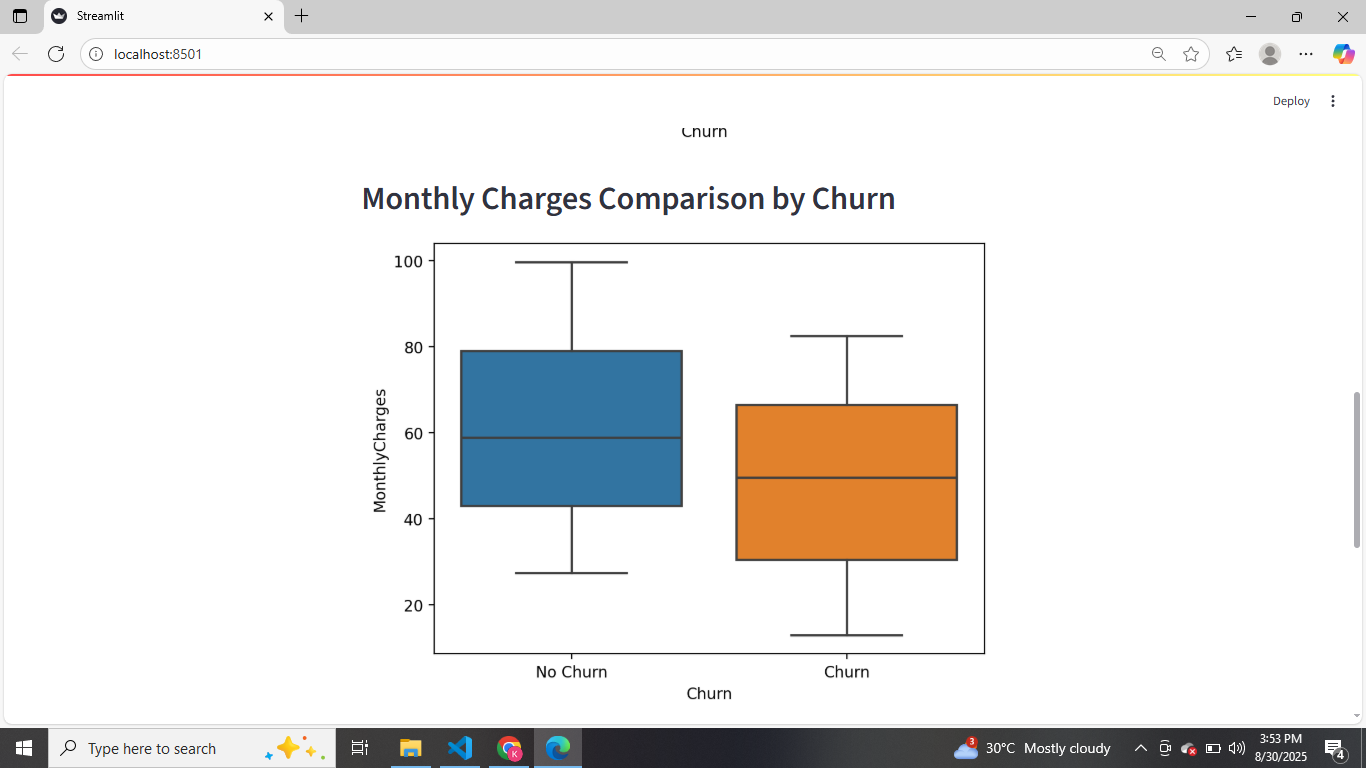 Streamlit
localhost:8501
Deploy
Churn
Monthly Charges Comparison by Churn
100
80
60
40
20
MonthlyCharges
No Churn
Churn
Churn
Type here to search
K
3
30°C Mostly cloudy
3:53 PM
8/30/2025
4